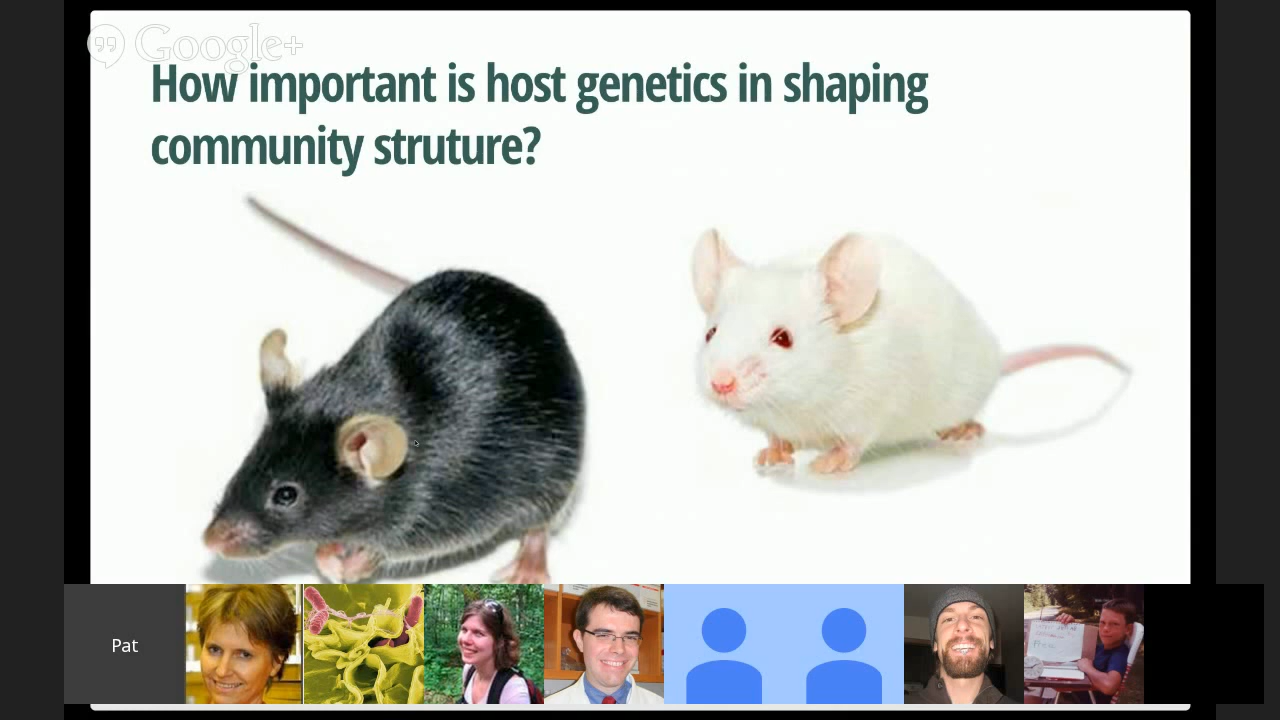 Google+
How important is host genetics in shaping
community struture?
Pat